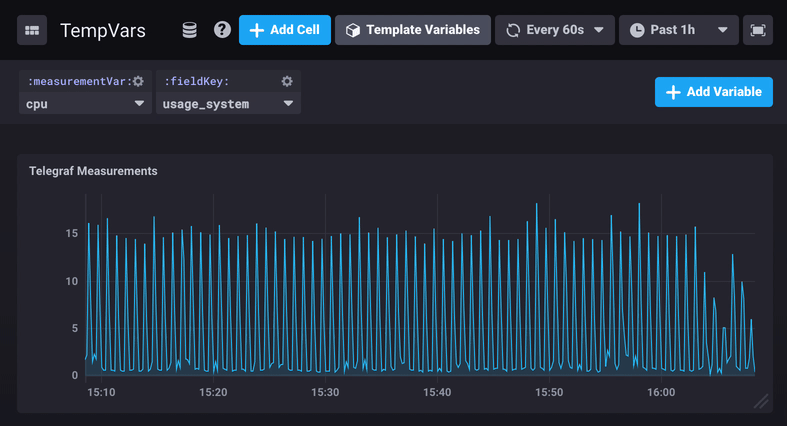 TempVars
?
Add Cell
Template Variables
Every 60s
Past 1h
:measurementVar:
:fieldKey:
cpu
usage_system
Add Variable
Telegraf Measurements
15
10
5
0
15:10 15:20 15:30 15:40 15:50 16:00